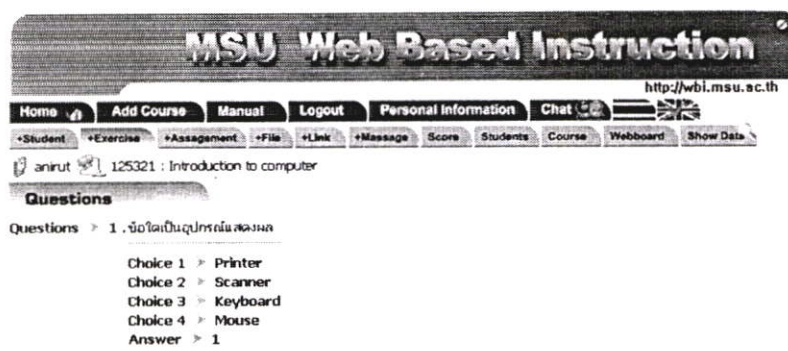 MSU Web Based Instruction
http://wbi.msu.ac.th
Home Add Course Manual Logout Personal Information Chat
+Student +Exercise +Assagement +File +Link +Massage Score Students Course Webboard Show Data
anirut 125321 : Introduction to computer
Questions
Questions 1 . ข้อใดเป็นอุปกรณ์แสดงผล
Choice 1 Printer
Choice 2 Scanner
Choice 3 Keyboard
Choice 4 Mouse
Answer 1